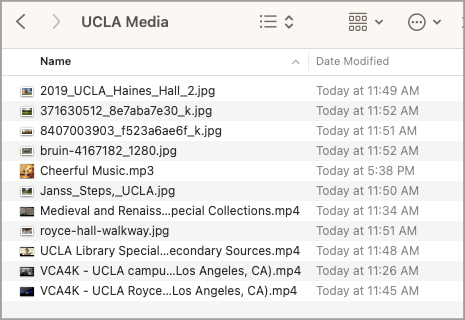 UCLA Media
Name Date Modified
2019_UCLA_Haines_Hall_2.jpg Today at 11:49 AM
371630512_8e7aba7e30_k.jpg Today at 11:52 AM
8407003903_f523a6ae6f_k.jpg Today at 11:51 AM
bruin-4167182_1280.jpg Today at 11:52 AM
Cheerful Music.mp3 Today at 5:38 PM
Janss_Steps,_UCLA.jpg Today at 11:50 AM
Medieval and Renaiss...pecial Collections.mp4 Today at 11:34 AM
royce-hall-walkway.jpg Today at 11:51 AM
UCLA Library Special...econdary Sources.mp4 Today at 11:48 AM
VCA4K - UCLA campu...Los Angeles, CA).mp4 Today at 11:26 AM
VCA4K - UCLA Royce...Los Angeles, CA).mp4 Today at 11:45 AM